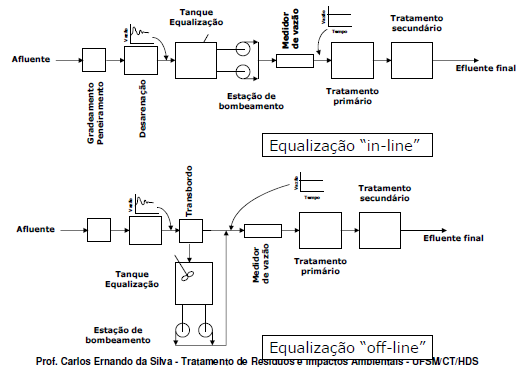 Tanque
Equalização
Vazão
Medidor
de vazão
Vazão
Tempo
Tratamento
secundário
Afluente
Efluente final
Gradeamento
Peneiramento
Desarenação
Estação de
bombeamento
Tratamento
primário
Equalização “in-line”
Vazão
Transbordo
Vazão
Tempo
Tratamento
secundário
Afluente
Efluente final
Tanque
Equalização
Medidor
de vazão
Tratamento
primário
Estação de
bombeamento
Equalização “off-line”
Prof. Carlos Ernando da Silva - Tratamento de Resíduos e Impactos Ambientais - UFSM/CT/HDS